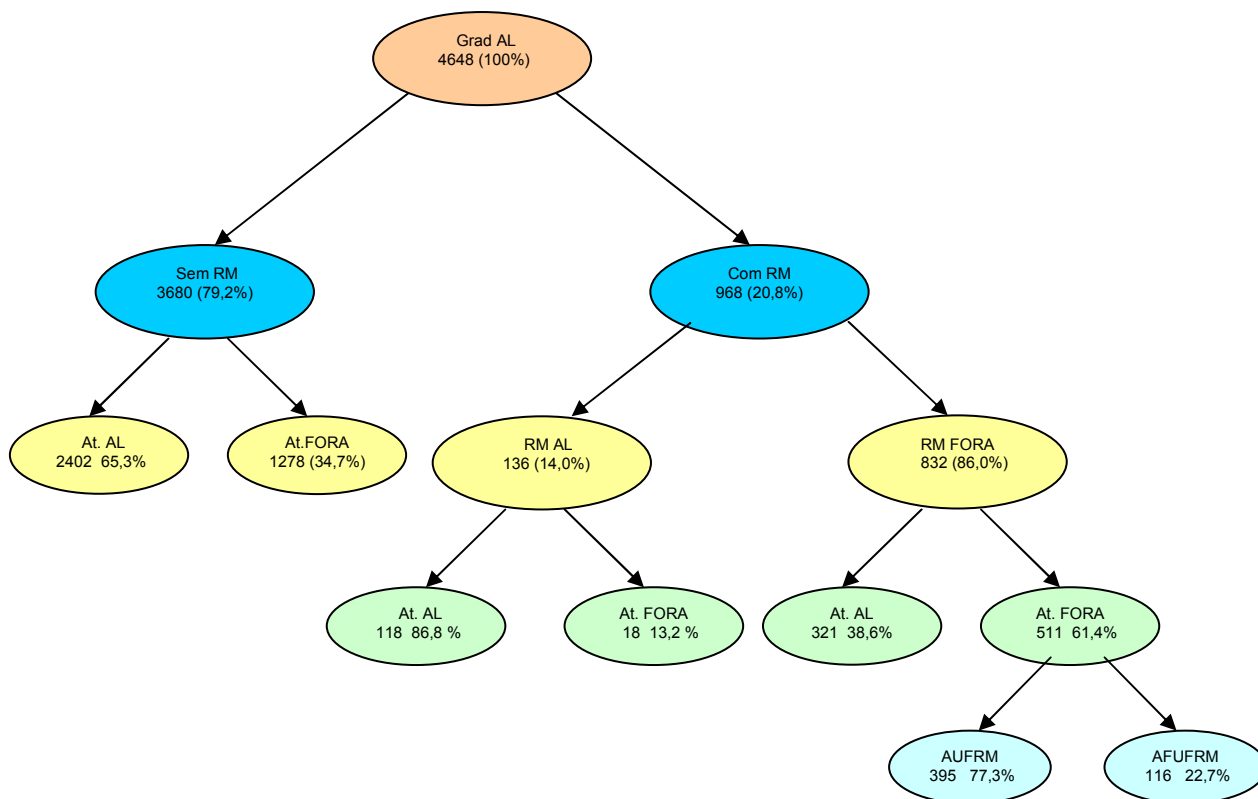 Grad AL
4648 (100%)
Sem RM
3680 (79,2%)
Com RM
968 (20,8%)
At. AL
2402 65,3%
At.FORA
1278 (34,7%)
RM AL
136 (14,0%)
RM FORA
832 (86,0%)
At. AL
118 86,8 %
At. FORA
18 13,2 %
At. AL
321 38,6%
At. FORA
511 61,4%
AUFRM
395 77,3%
AFUFRM
116 22,7%